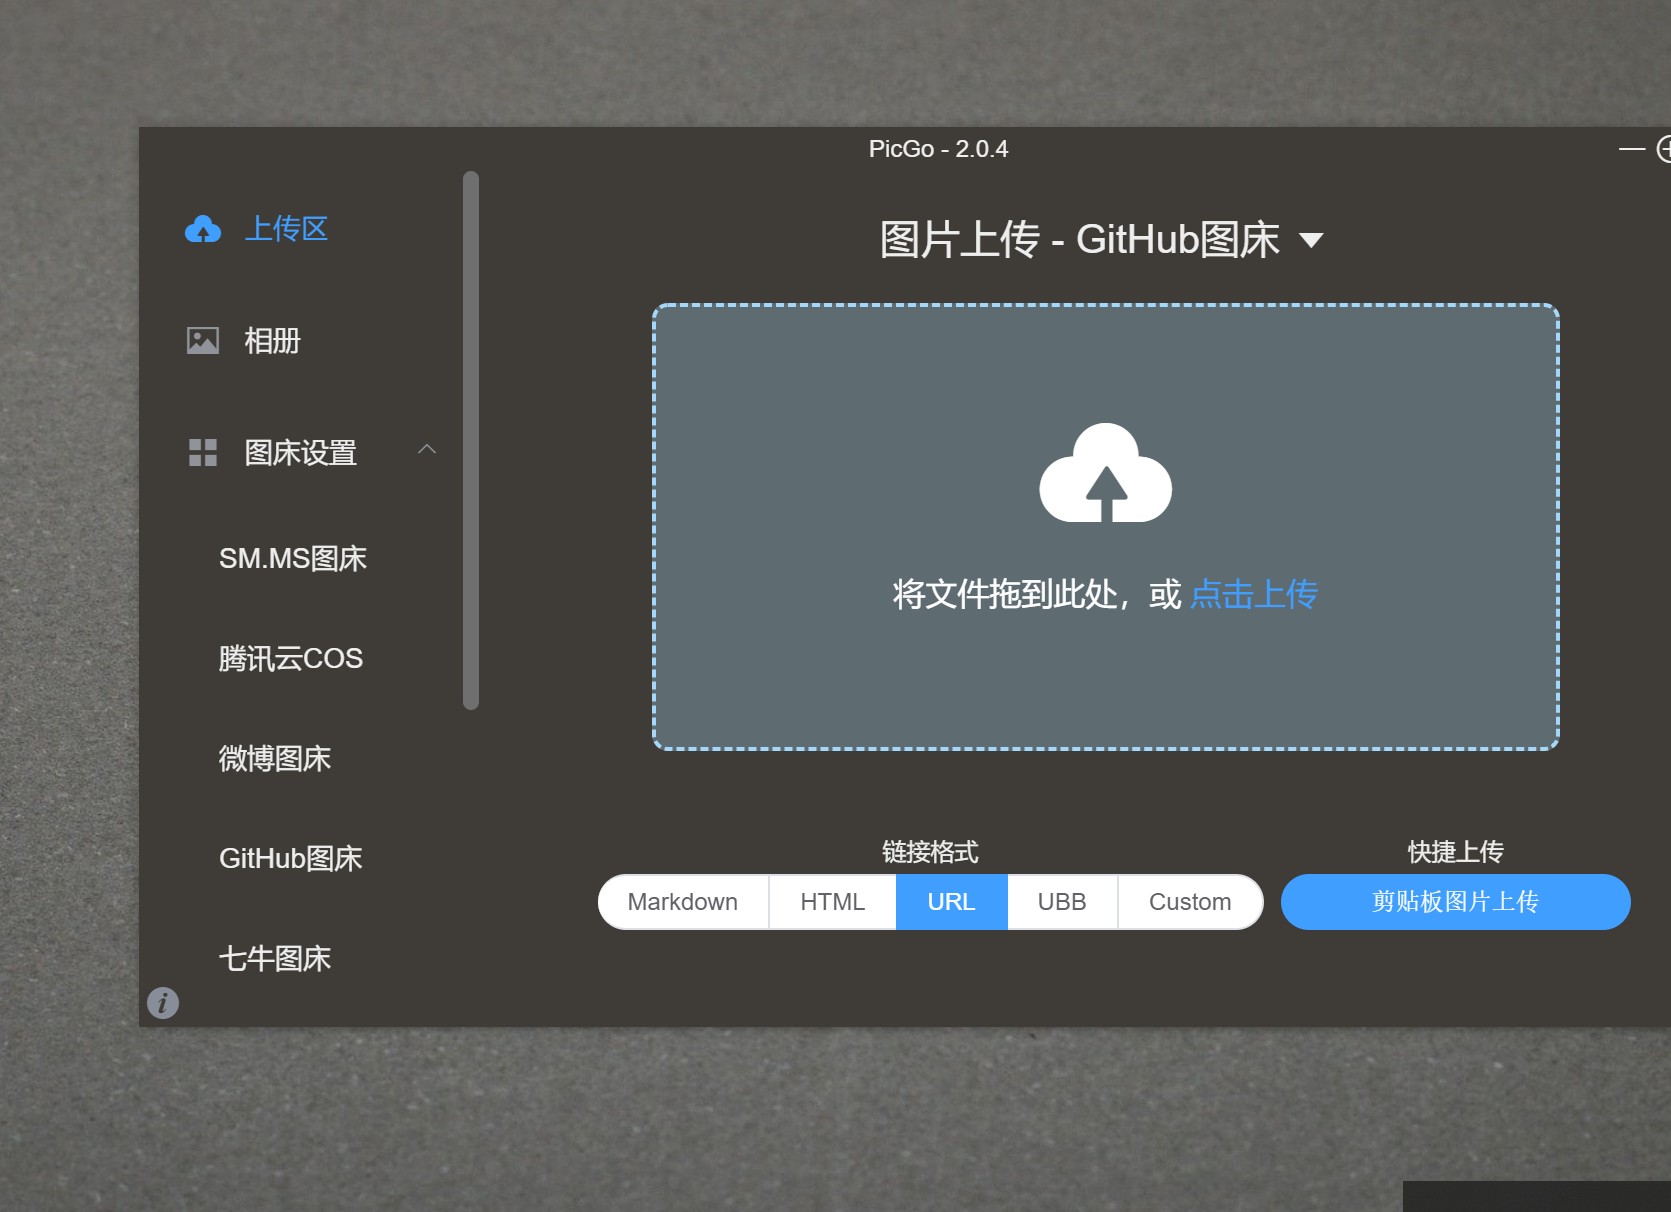 PicGo - 2.0.4
上传区
相册
图床设置
SM.MS图床
腾讯云COS
微博图床
GitHub图床
七牛图床
图片上传 - GitHub图床
将文件拖到此处，或 点击上传
链接格式
Markdown HTML URL UBB Custom
快捷上传
剪贴板图片上传